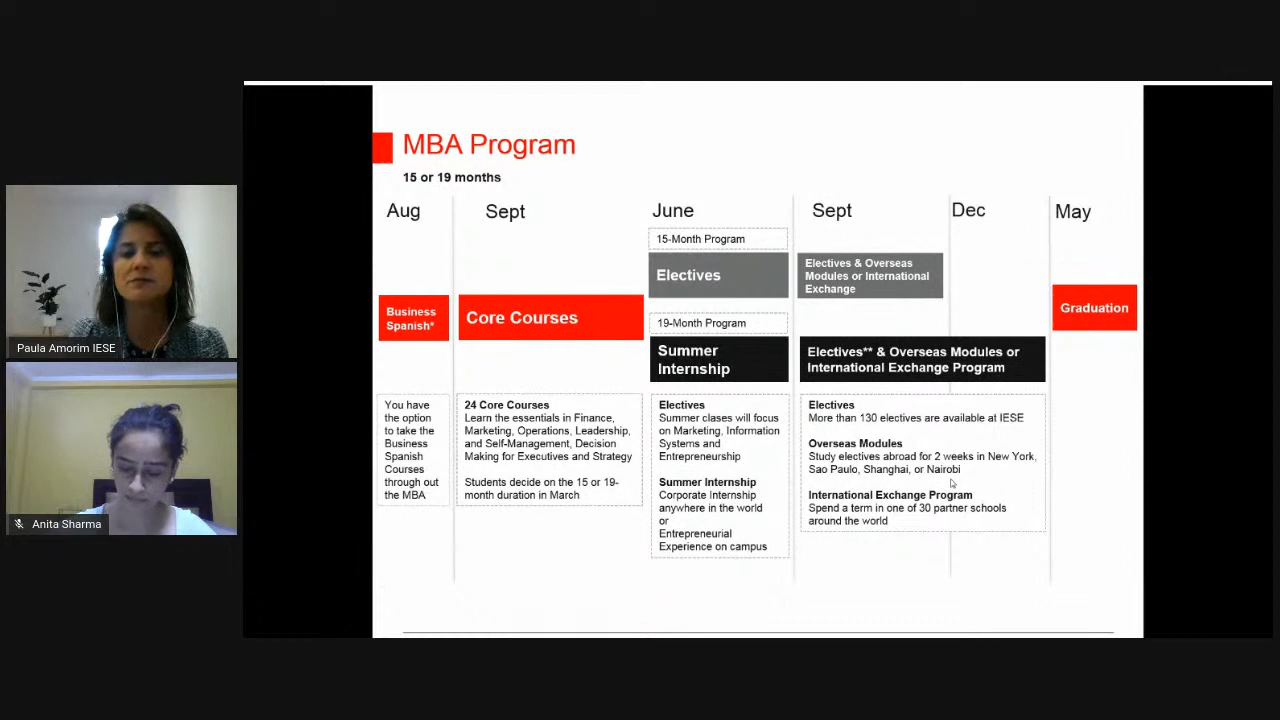 MBA Program
15 or 19 months
Aug
Sept
June
Sept
Dec
May
15-Month Program
Electives
Electives & Overseas
Modules or International
Exchange
Business
Spanish*
Core Courses
Graduation
19-Month Program
Summer
Internship
Electives** & Overseas Modules or
International Exchange Program
You have
the option
to take the
Business
Spanish
Courses
through out
the MBA
24 Core Courses
Learn the essentials in Finance,
Marketing, Operations, Leadership,
and Self-Management, Decision
Making for Executives and Strategy
Students decide on the 15 or 19-
month duration in March
Electives
Summer clases will focus
on Marketing, Information
Systems and
Entrepreneurship
Summer Internship
Corporate Internship
anywhere in the world
or
Entrepreneurial
Experience on campus
Electives
More than 130 electives are available at IESE
Overseas Modules
Study electives abroad for 2 weeks in New York,
Sao Paulo, Shanghai, or Nairobi
International Exchange Program
Spend a term in one of 30 partner schools
around the world
Paula Amorim IESE
Anita Sharma